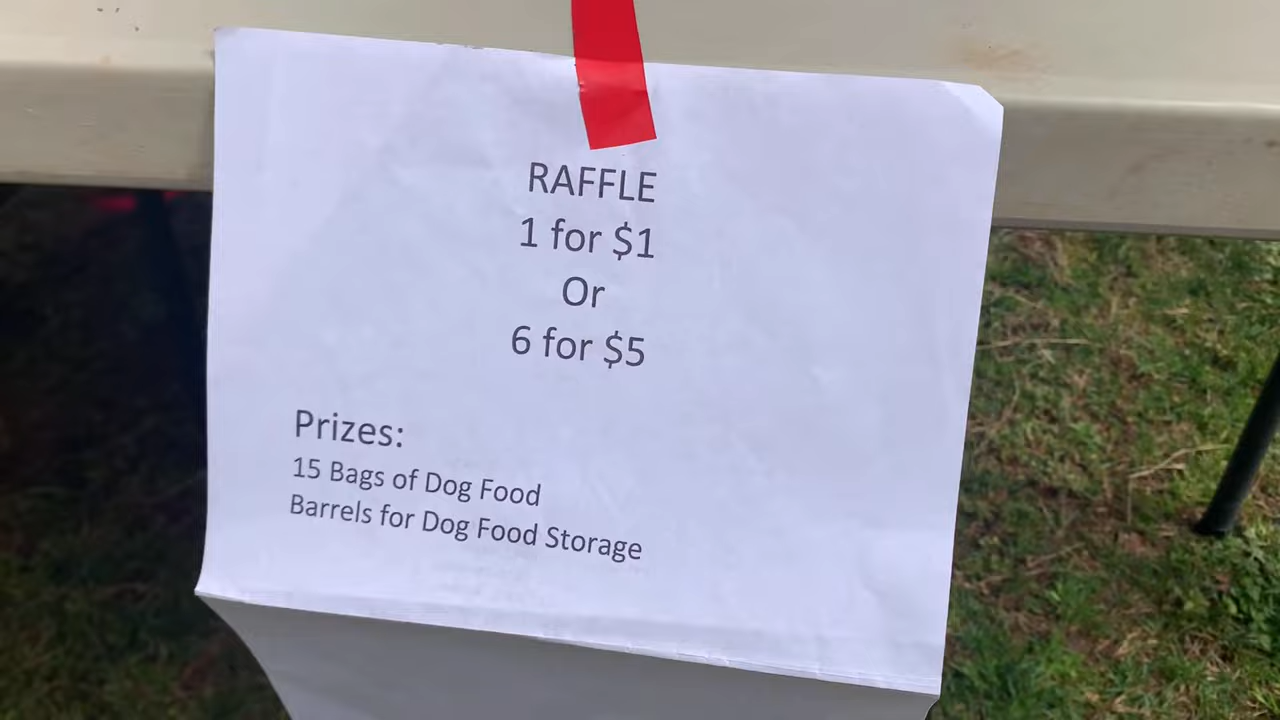 RAFFLE
1 for $1
Or
6 for $5
Prizes:
15 Bags of Dog Food
Barrels for Dog Food Storage